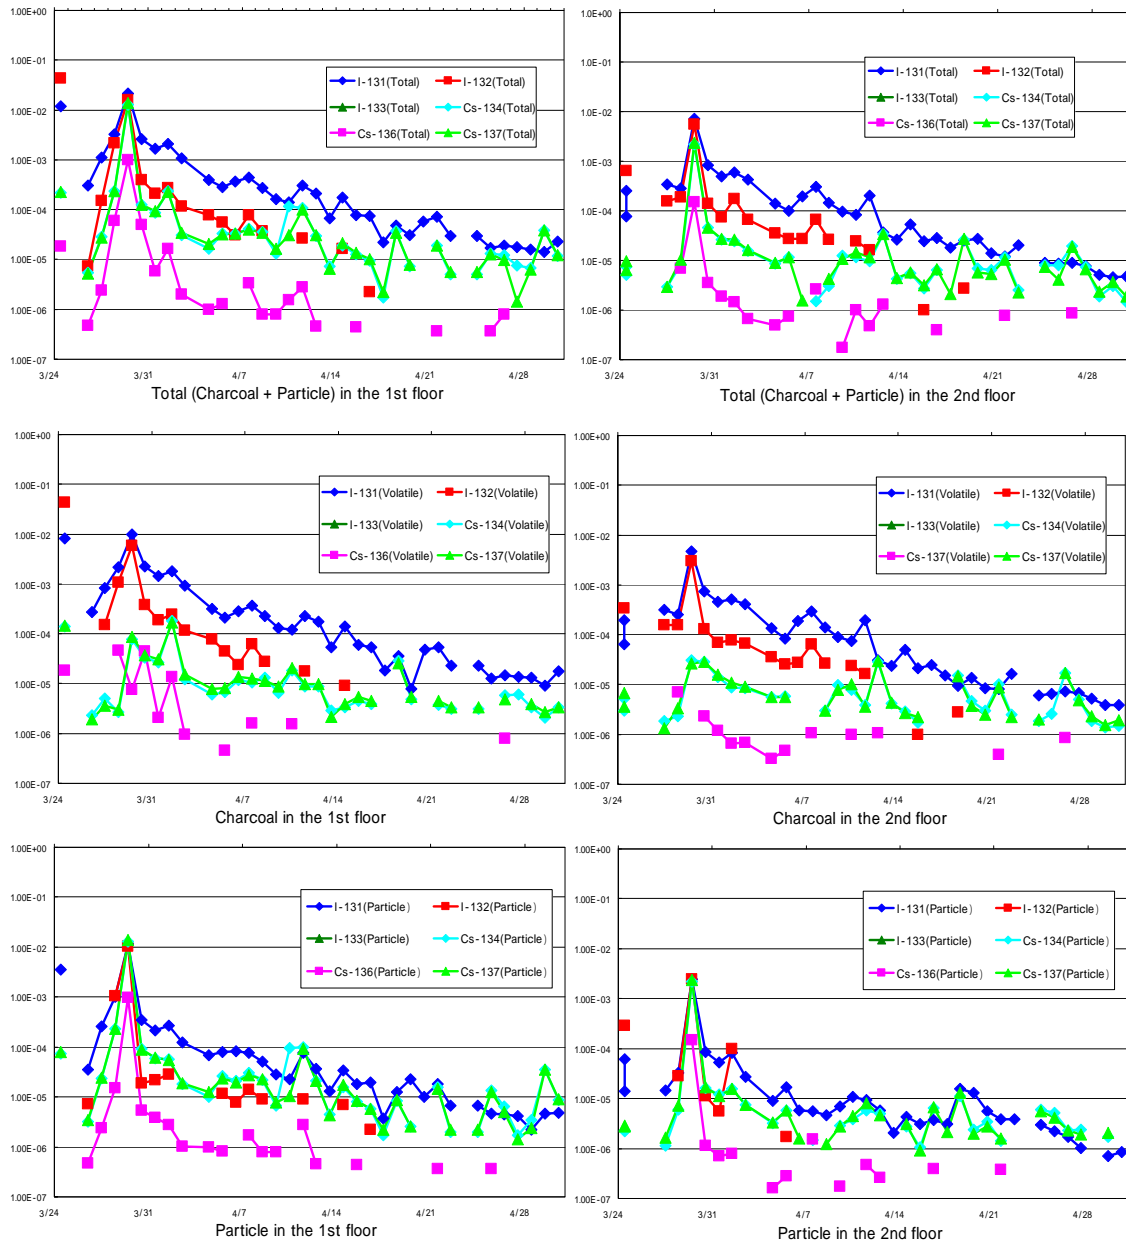 1.00E+00
1.00E-01
1.00E-02
1.00E-03
1.00E-04
1.00E-05
1.00E-06
1.00E-07
I-131(Total) I-132(Total)
I-133(Total) Cs-134(Total)
Cs-136(Total) Cs-137(Total)
3/24 3/31 4/7 4/14 4/21 4/28
Total (Charcoal + Particle) in the 1st floor
1.00E+00
1.00E-01
1.00E-02
1.00E-03
1.00E-04
1.00E-05
1.00E-06
1.00E-07
I-131(Total) I-132(Total)
I-133(Total) Cs-134(Total)
Cs-136(Total) Cs-137(Total)
3/24 3/31 4/7 4/14 4/21 4/28
Total (Charcoal + Particle) in the 2nd floor
1.00E+00
1.00E-01
1.00E-02
1.00E-03
1.00E-04
1.00E-05
1.00E-06
1.00E-07
I-131(Volatile) I-132(Volatile)
I-133(Volatile) Cs-134(Volatile)
Cs-136(Volatile) Cs-137(Volatile)
3/24 3/31 4/7 4/14 4/21 4/28
Charcoal in the 1st floor
1.00E+00
1.00E-01
1.00E-02
1.00E-03
1.00E-04
1.00E-05
1.00E-06
1.00E-07
I-131(Volatile) I-132(Volatile)
I-133(Volatile) Cs-134(Volatile)
Cs-137(Volatile) Cs-137(Volatile)
3/24 3/31 4/7 4/14 4/21 4/28
Charcoal in the 2nd floor
1.00E+00
1.00E-01
1.00E-02
1.00E-03
1.00E-04
1.00E-05
1.00E-06
1.00E-07
I-131(Particle) I-132(Particle)
I-133(Particle) Cs-134(Particle)
Cs-136(Particle) Cs-137(Particle)
3/24 3/31 4/7 4/14 4/21 4/28
Particle in the 1st floor
1.00E+00
1.00E-01
1.00E-02
1.00E-03
1.00E-04
1.00E-05
1.00E-06
1.00E-07
I-131(Particle) I-132(Particle)
I-133(Particle) Cs-134(Particle)
Cs-136(Particle) Cs-137(Particle)
3/24 3/31 4/7 4/14 4/21 4/28
Particle in the 2nd floor